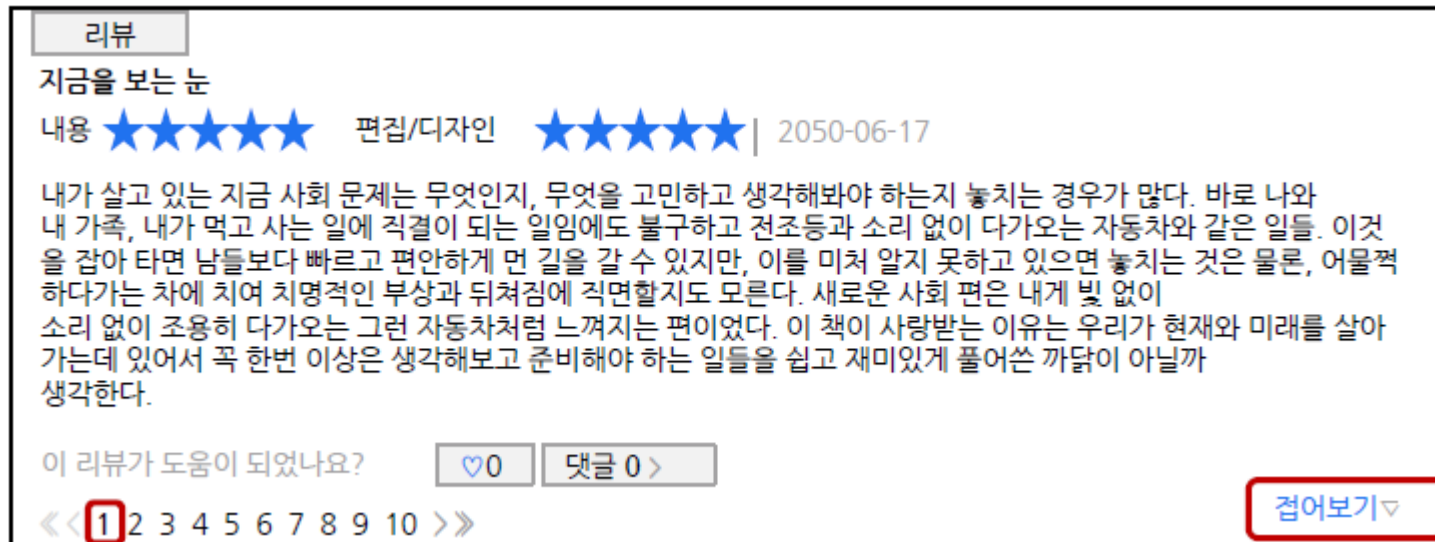 리뷰
지금을 보는 눈
내용 ★★★★★ 편집/디자인 ★★★★★ | 2050-06-17
내가 살고 있는 지금 사회 문제는 무엇인지, 무엇을 고민하고 생각해봐야 하는지 놓치는 경우가 많다. 바로 나와
내 가족, 내가 먹고 사는 일에 직결이 되는 일임에도 불구하고 전조등과 소리 없이 다가오는 자동차와 같은 일들. 이것
을 잡아 타면 남들보다 빠르고 편안하게 먼 길을 갈 수 있지만, 이를 미처 알지 못하고 있으면 놓치는 것은 물론, 어물쩍
하다가는 차에 치여 치명적인 부상과 뒤쳐짐에 직면할지도 모른다. 새로운 사회 편은 내게 빛 없이
소리 없이 조용히 다가오는 그런 자동차처럼 느껴지는 편이었다. 이 책이 사랑받는 이유는 우리가 현재와 미래를 살아
가는데 있어서 꼭 한번 이상은 생각해보고 준비해야 하는 일들을 쉽고 재미있게 풀어쓴 까닭이 아닐까
생각한다.
이 리뷰가 도움이 되었나요? ♡0 댓글 0 >
≪ < 1 2 3 4 5 6 7 8 9 10 > ≫ 접어보기▽